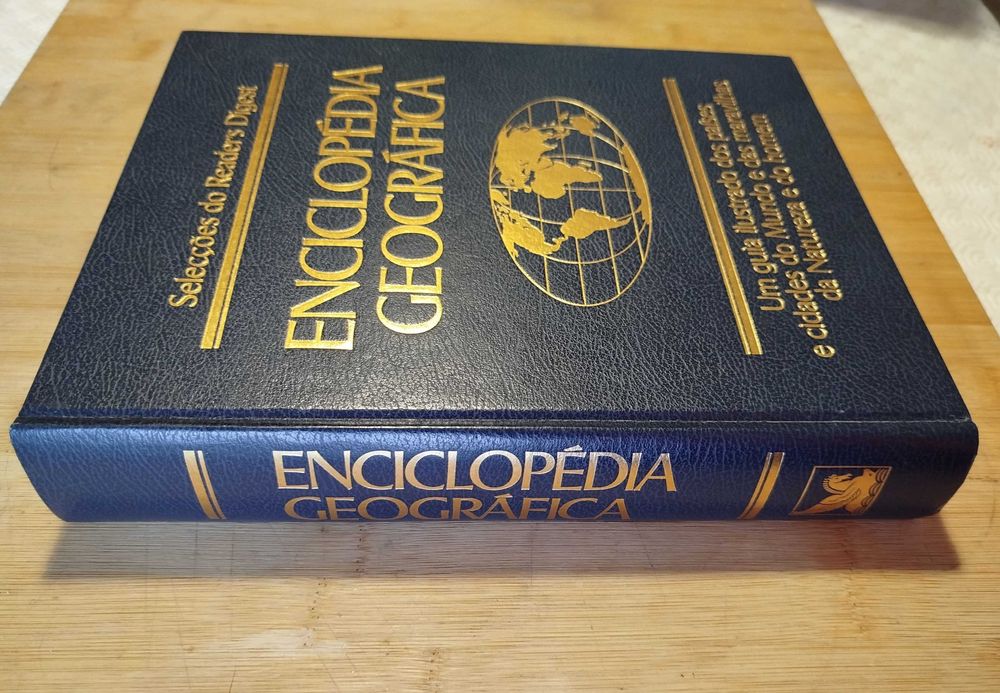 Selecções do Reader's Digest
ENCICLOPÉDIA
GEOGRÁFICA
Um guia ilustrado dos países
e cidades do Mundo e das maravilhas
da Natureza e do homem
ENCICLOPÉDIA
GEOGRÁFICA